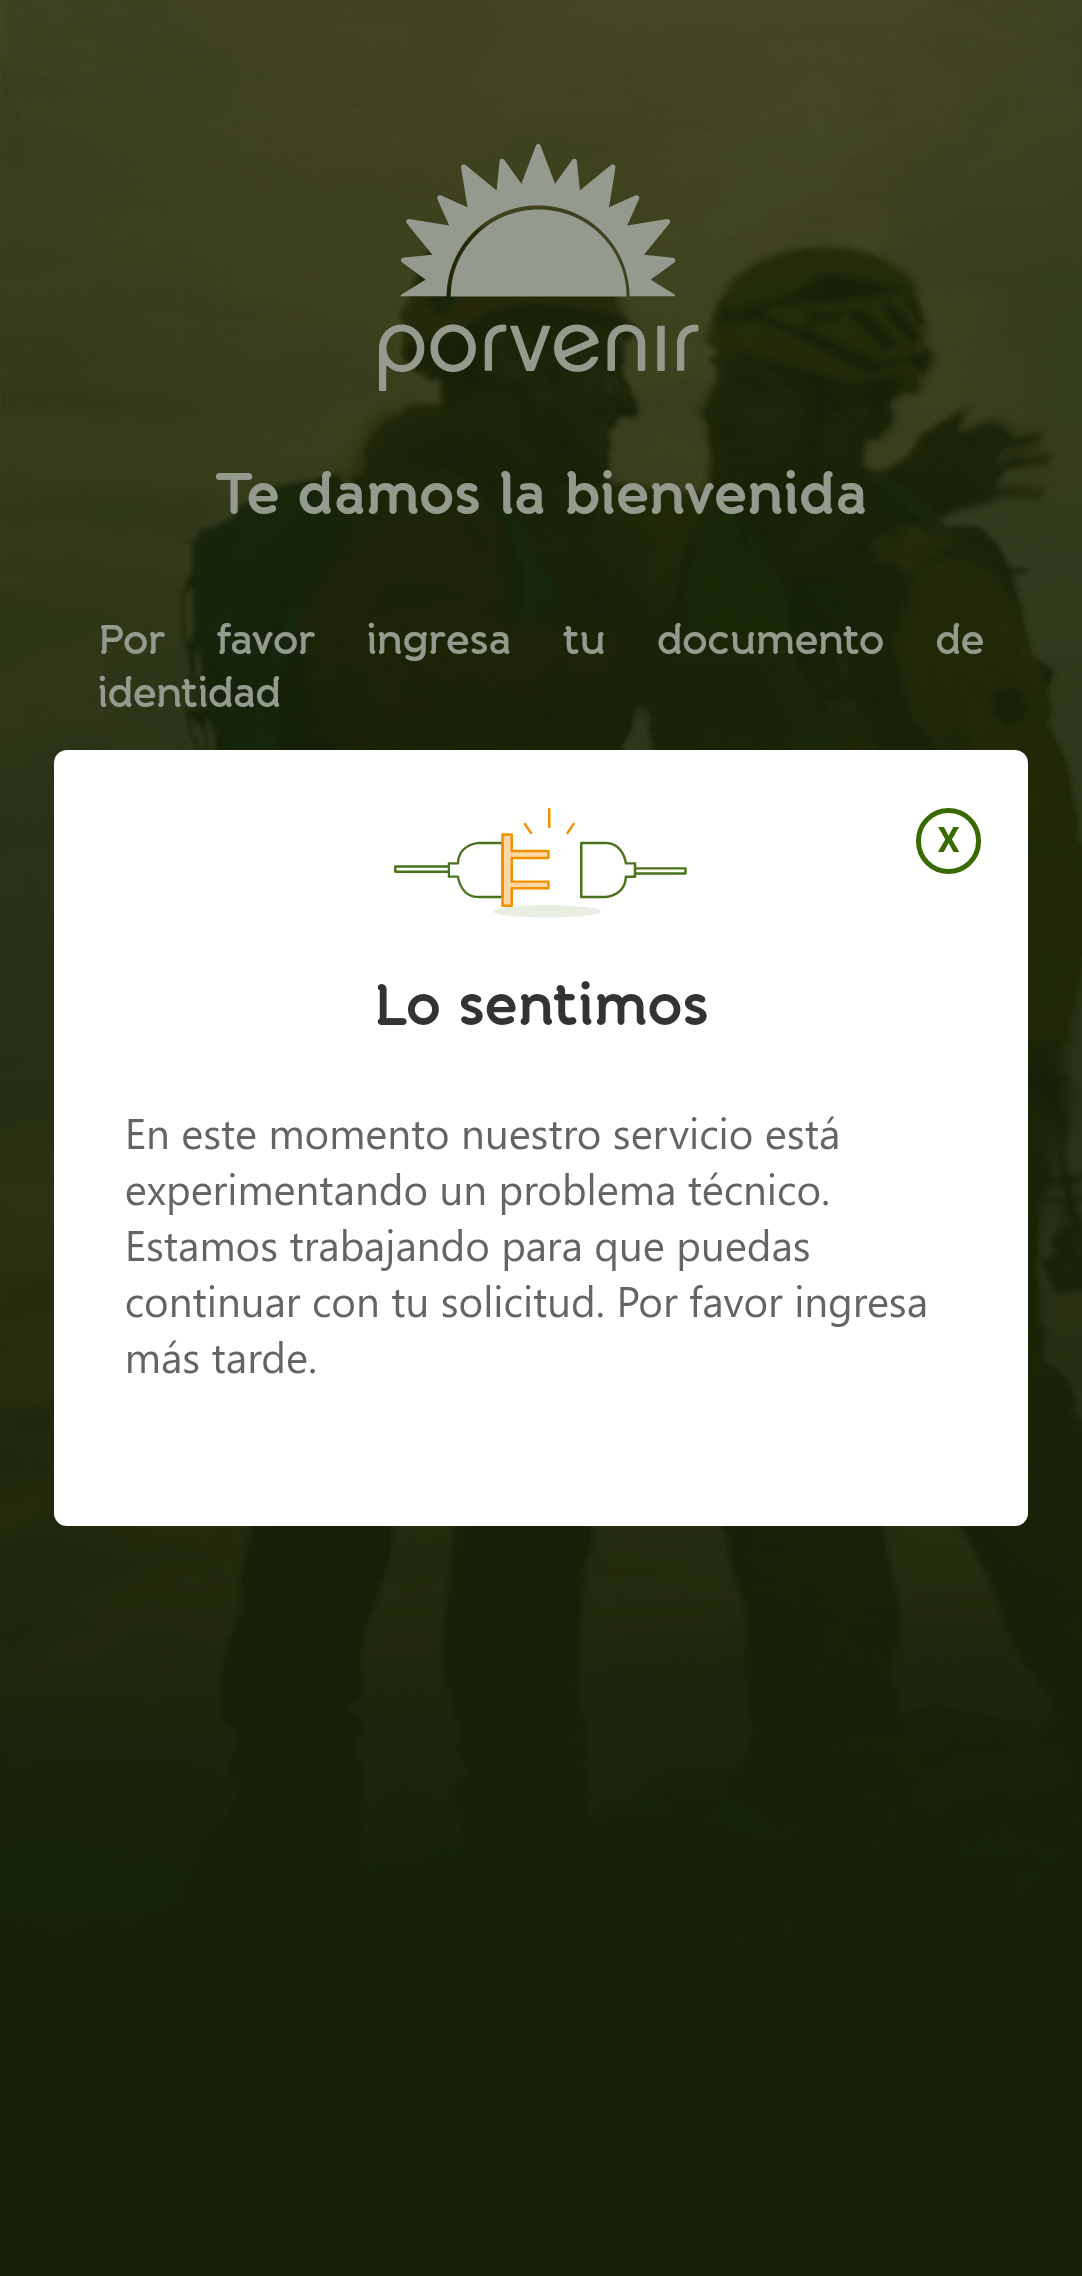 porvenir
Te damos la bienvenida
Por favor ingresa tu documento de
identidad
X
Lo sentimos
En este momento nuestro servicio está
experimentando un problema técnico.
Estamos trabajando para que puedas
continuar con tu solicitud. Por favor ingresa
más tarde.